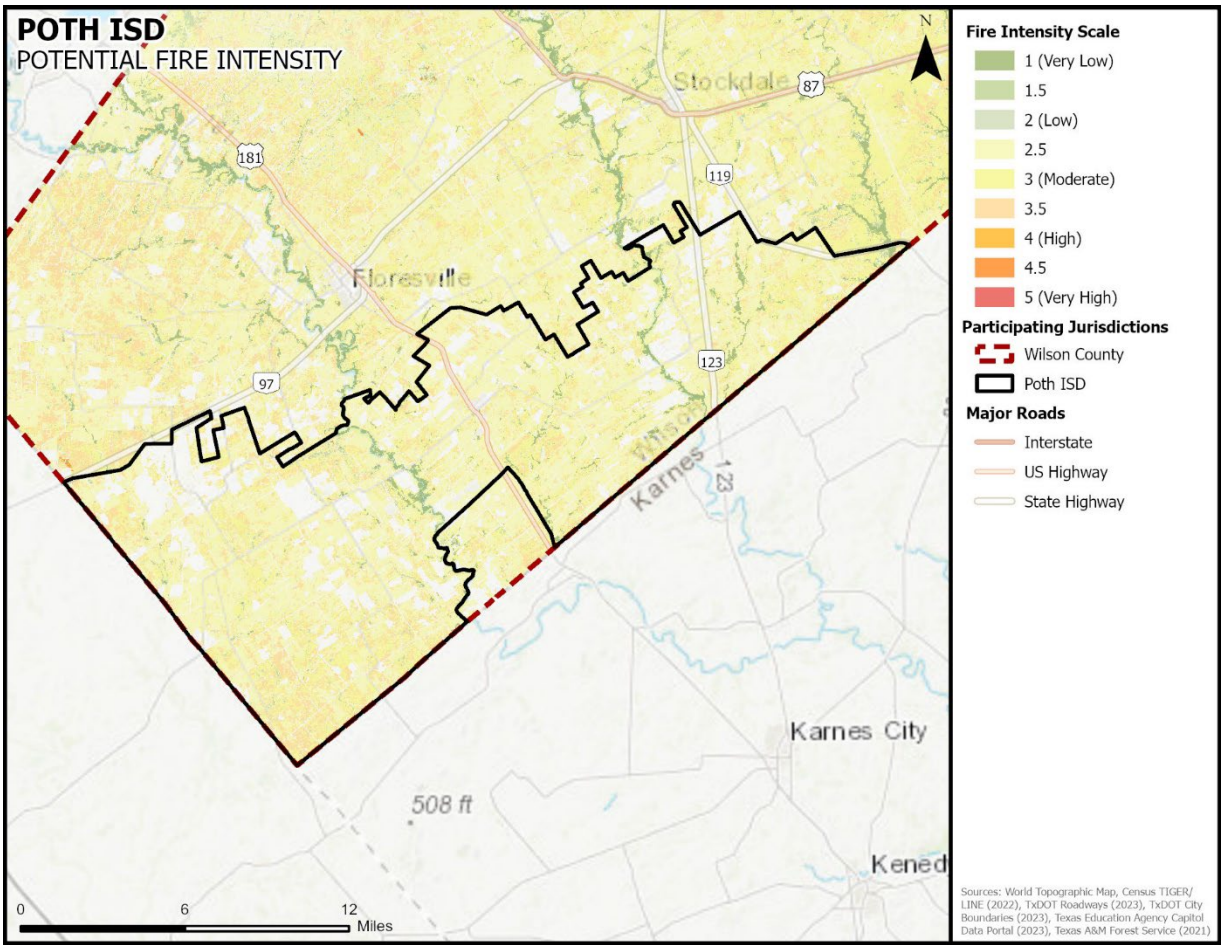 POTH ISD
POTENTIAL FIRE INTENSITY
N
Stockdale
87
181
119
Floresville
97
123
Wilson
Karnes
123
Karnes City
508 ft
Kened
0 6 12
Miles
Fire Intensity Scale
1 (Very Low)
1.5
2 (Low)
2.5
3 (Moderate)
3.5
4 (High)
4.5
5 (Very High)
Participating Jurisdictions
Wilson County
Poth ISD
Major Roads
Interstate
US Highway
State Highway
Sources: World Topographic Map, Census TIGER/
LINE (2022), TxDOT Roadways (2023), TxDOT City
Boundaries (2023), Texas Education Agency Capitol
Data Portal (2023), Texas A&M Forest Service (2021)